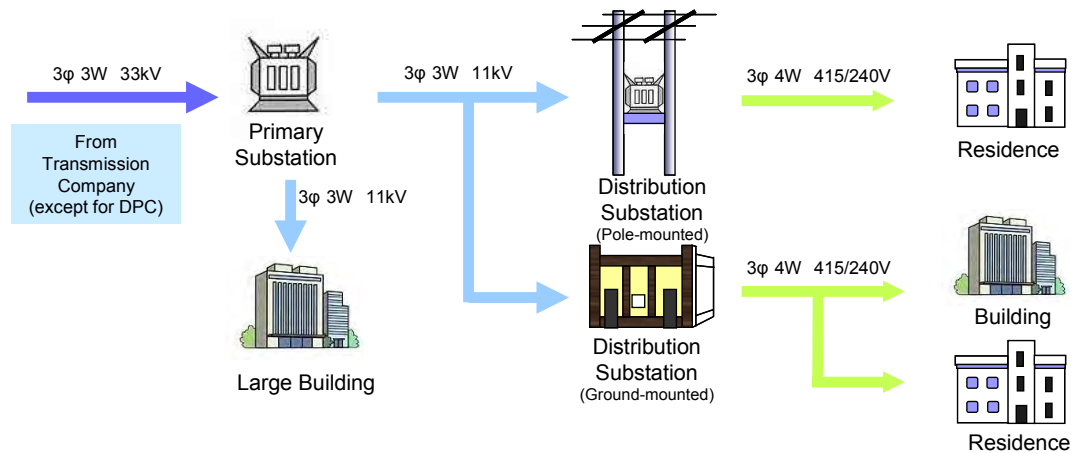 3φ 3W 33kV
From
Transmission
Company
(except for DPC)
Primary
Substation
3φ 3W 11kV
Large Building
3φ 3W 11kV
Distribution
Substation
(Pole-mounted)
Distribution
Substation
(Ground-mounted)
3φ 4W 415/240V
Residence
3φ 4W 415/240V
Building
Residence